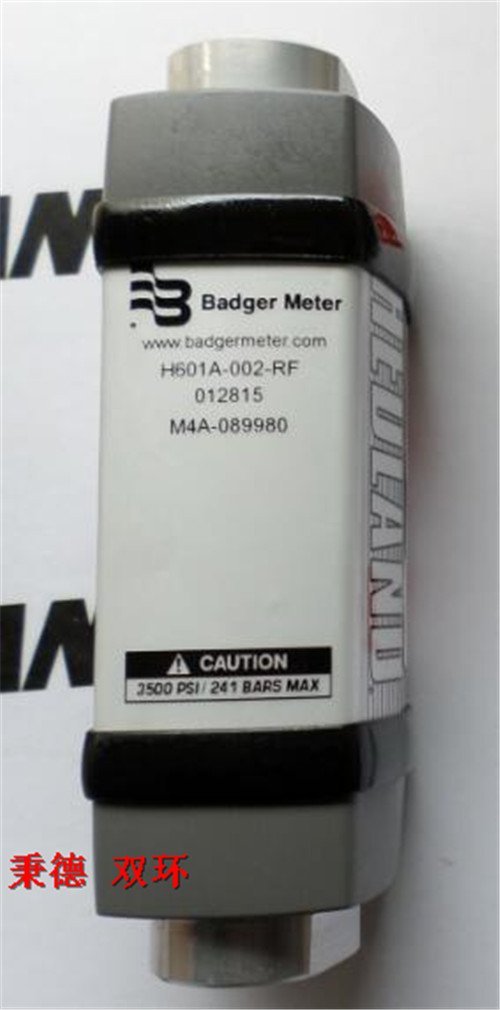 Badger Meter
www.badgermeter.com
H601A-002-RF
012815
M4A-089980
HEDLAND
CAUTION
3500 PSI/ 241 BARS MAX
秉德 双环